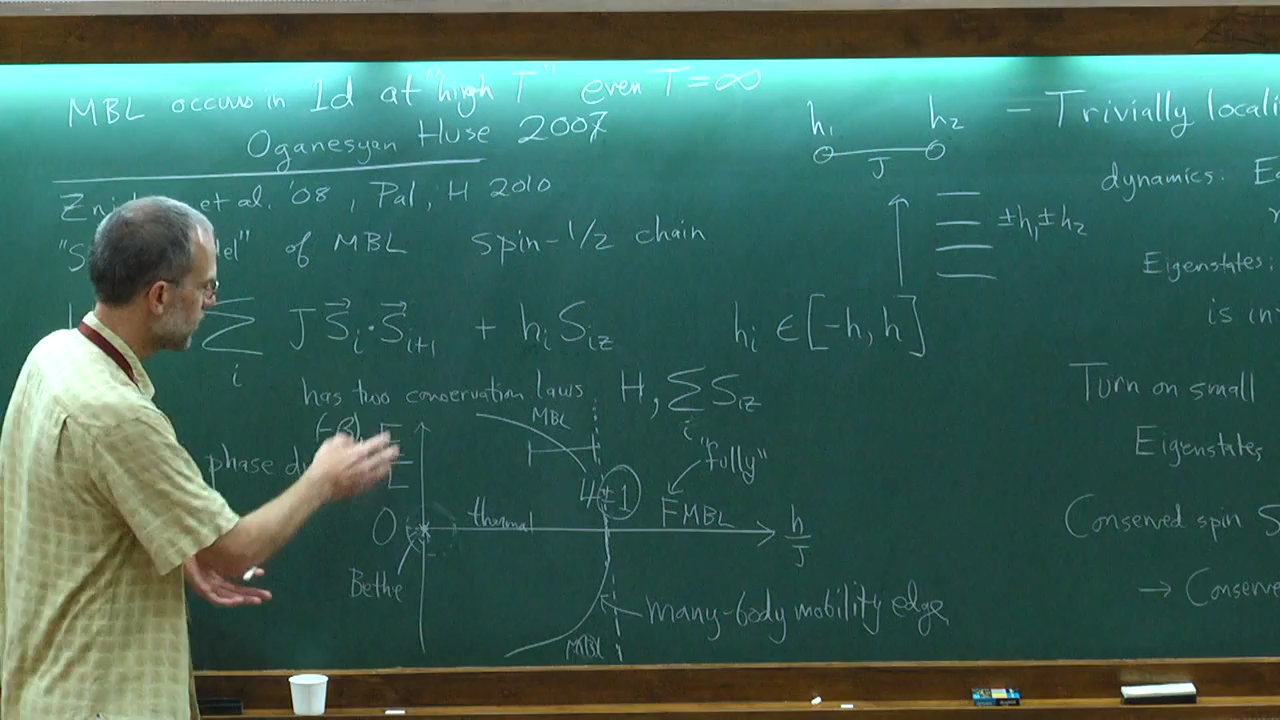 MBL occurs in 1d at "high T" even T=∞
Oganesyan Huse 2007
et al. '08, Pal, H 2010
of MBL spin-1/2 chain
∑ᵢ J S⃗ᵢ·S⃗ᵢ₊₁ + hᵢ Sᵢz hᵢ ∈ [-h, h]
has two conservation laws H, ∑ᵢ Sᵢz
phase
MBL
"fully"
4±1
0
thermal
FMBL
h/J
Bethe
many-body mobility edge
MBL
h₁ h₂
J
±h₁±h₂
- Trivially
dynamics:
Eigenstates:
is in
Turn on small
Eigenstates
Conserved spin
→